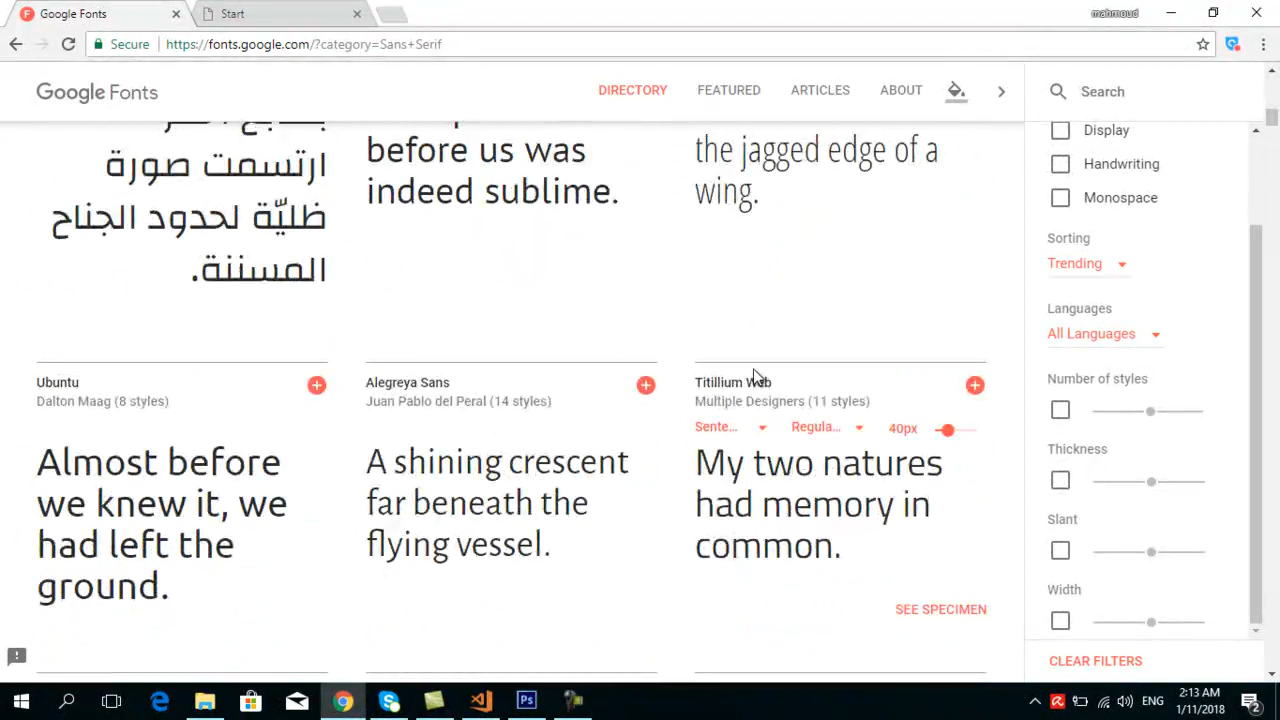 Google Fonts
Start
mahmoud
Secure
https://fonts.google.com/?category=Sans+Serif
Google Fonts
DIRECTORY
FEATURED
ARTICLES
ABOUT
Search
ارتسمت صورة
ظليّة لحدود الجناح
المسننة.
before us was
indeed sublime.
the jagged edge of a
wing.
Display
Handwriting
Monospace
Sorting
Trending
Languages
All Languages
Number of styles
Thickness
Slant
Width
CLEAR FILTERS
Ubuntu
Dalton Maag (8 styles)
Almost before
we knew it, we
had left the
ground.
Alegreya Sans
Juan Pablo del Peral (14 styles)
A shining crescent
far beneath the
flying vessel.
Titillium Web
Multiple Designers (11 styles)
Sente...
Regula...
40px
My two natures
had memory in
common.
SEE SPECIMEN
ENG
2:13 AM
1/11/2018
2